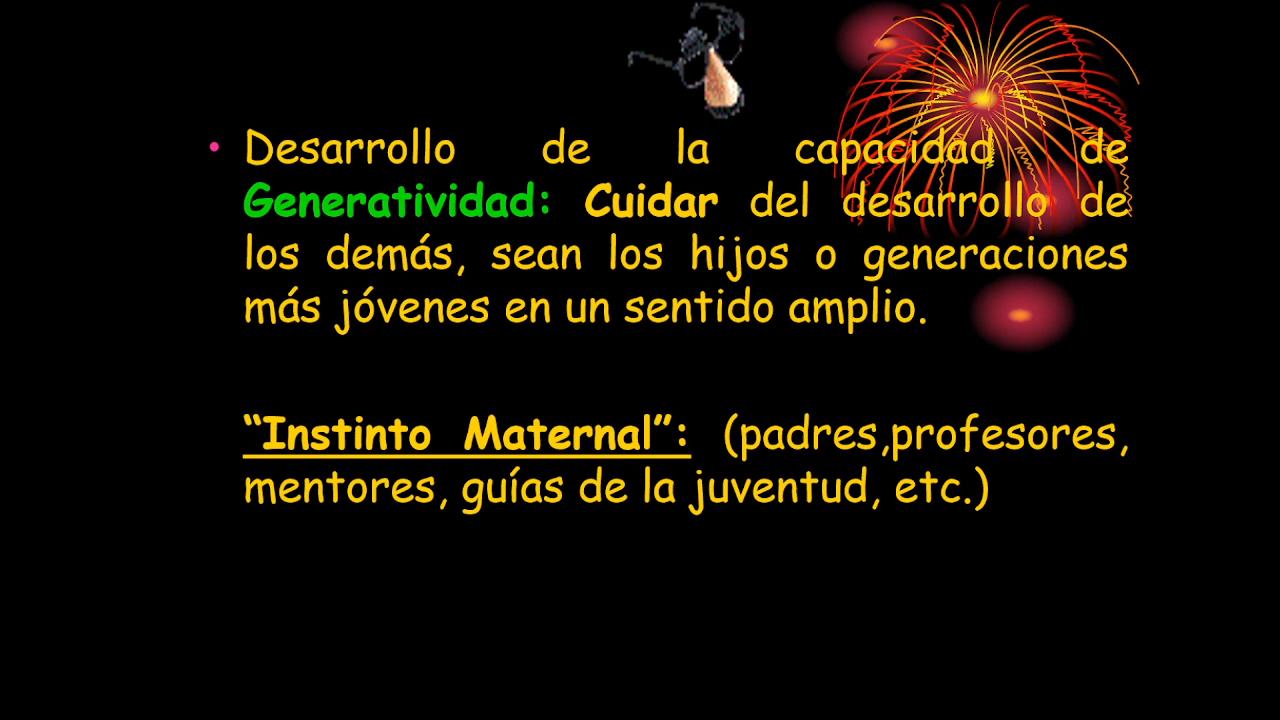 • Desarrollo de la capacidad de
Generatividad: Cuidar del desarrollo de
los demás, sean los hijos o generaciones
más jóvenes en un sentido amplio.
“Instinto Maternal”: (padres,profesores,
mentores, guías de la juventud, etc.)